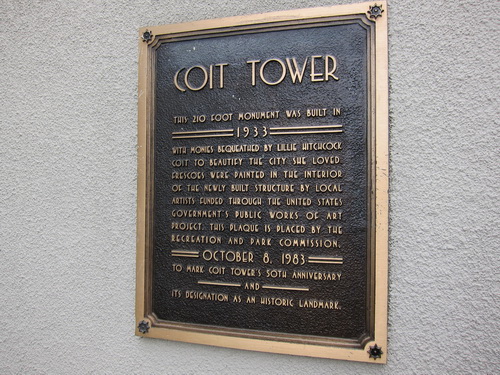 COIT TOWER
THIS 210 FOOT MONUMENT WAS BUILT IN
1933
WITH MONIES BEQUEATHED BY LILLIE HITCHCOCK
COIT TO BEAUTIFY THE CITY SHE LOVED
FRESCOES WERE PAINTED IN THE INTERIOR
OF THE NEWLY BUILT STRUCTURE BY LOCAL
ARTISTS FUNDED THROUGH THE UNITED STATES
GOVERNMENT'S PUBLIC WORKS OF ART
PROJECT. THIS PLAQUE IS PLACED BY THE
RECREATION AND PARK COMMISSION.
OCTOBER 8, 1983
TO MARK COIT TOWER'S 50TH ANNIVERSARY
AND
ITS DESIGNATION AS AN HISTORIC LANDMARK.